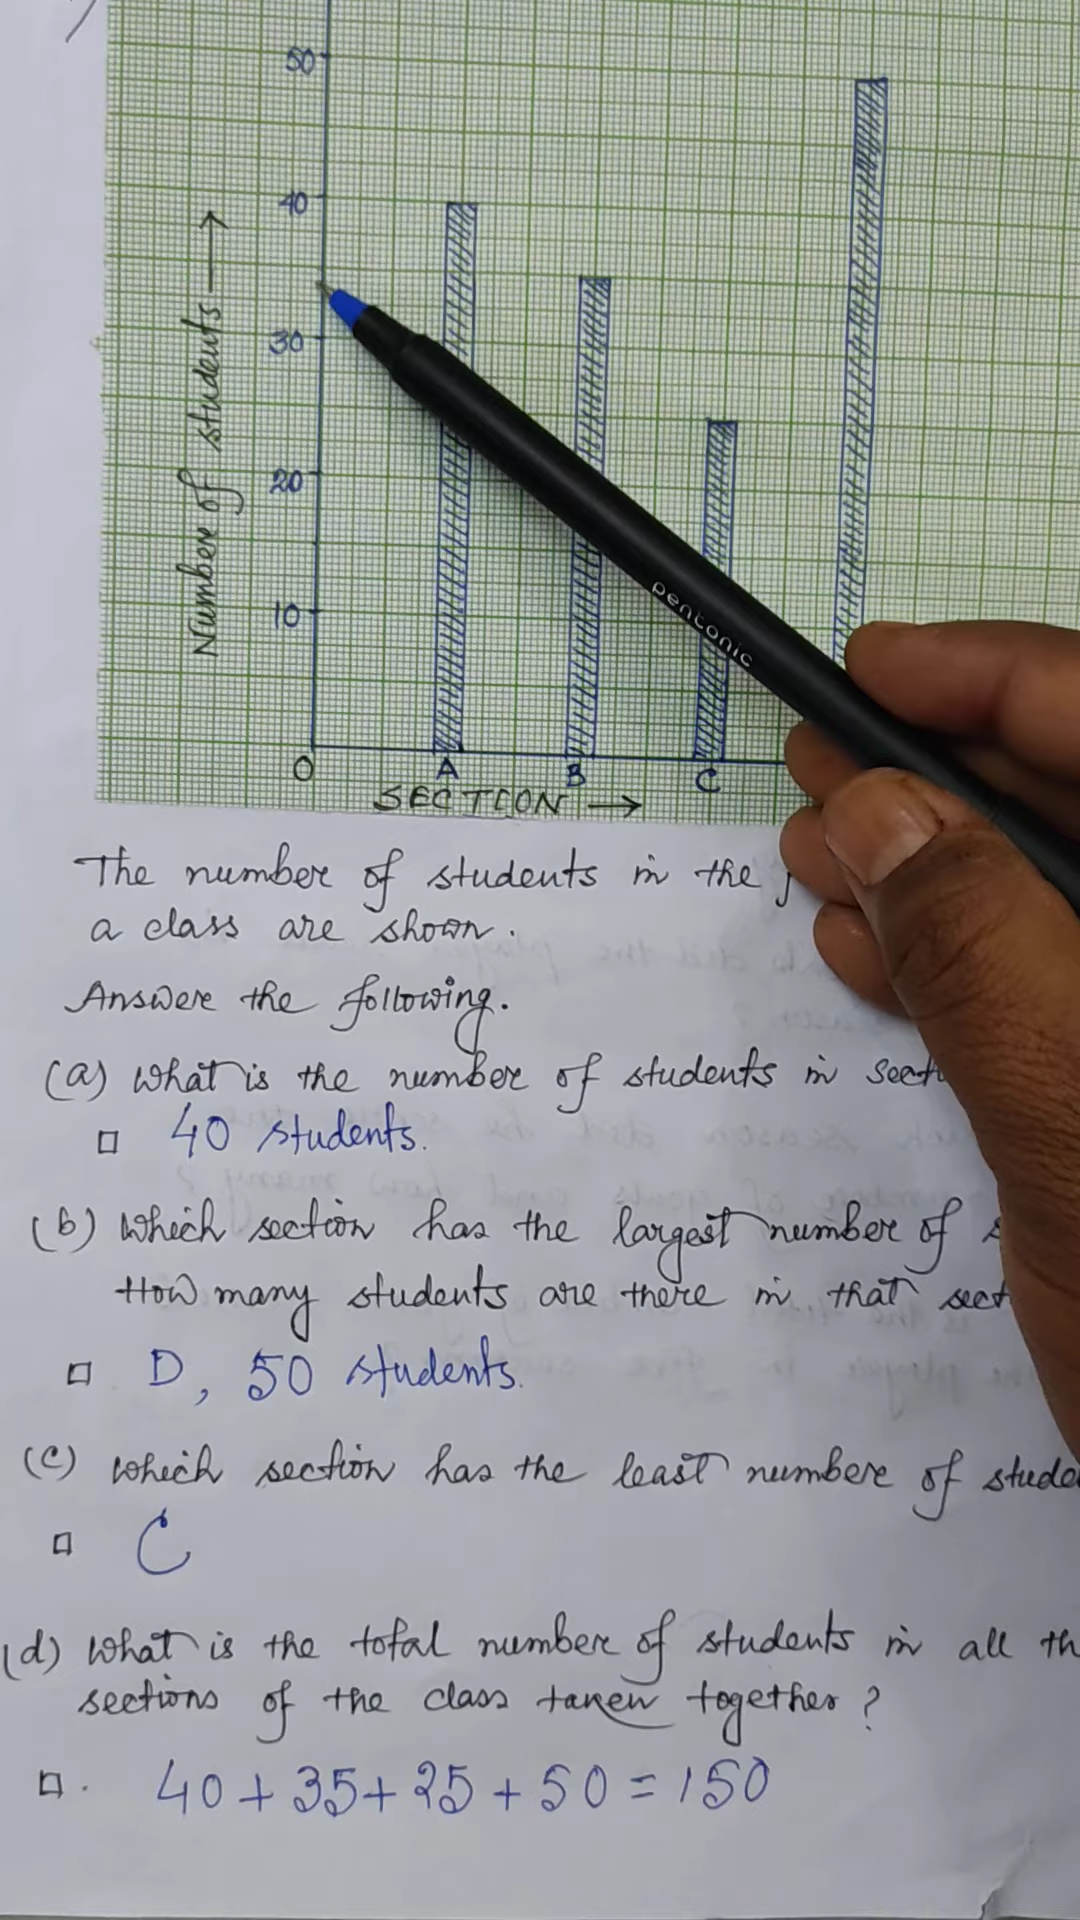 50
40
30
20
10
Number of students
O A B C
SECTION
pentonic
The number of students in the
a class are shown.
Answer the following.
(a) What is the number of students in
40 students.
(b) Which section has the largest number of
How many students are there in that
D, 50 students.
(c) Which section has the least number of
C
(d) What is the total number of students in all
sections of the class taken together?
40 + 35 + 25 + 50 = 150